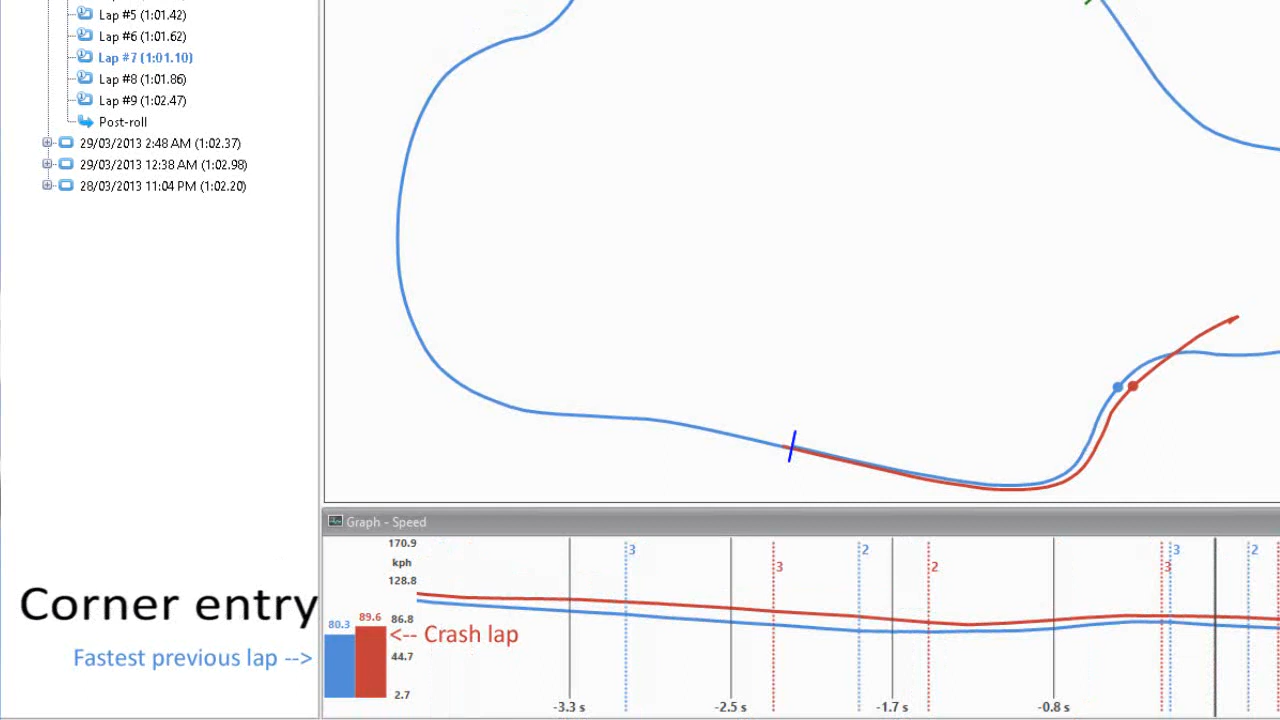 Lap #5 (1:01.42)
Lap #6 (1:01.62)
Lap #7 (1:01.10)
Lap #8 (1:01.86)
Lap #9 (1:02.47)
Post-roll
29/03/2013 2:48 AM (1:02.37)
29/03/2013 12:38 AM (1:02.98)
28/03/2013 11:04 PM (1:02.20)
Graph - Speed
170.9
kph
128.8
86.8
44.7
2.7
3
3
2
2
3
3
2
Corner entry
80.3
89.6
<-- Crash lap
Fastest previous lap -->
-3.3 s
-2.5 s
-1.7 s
-0.8 s